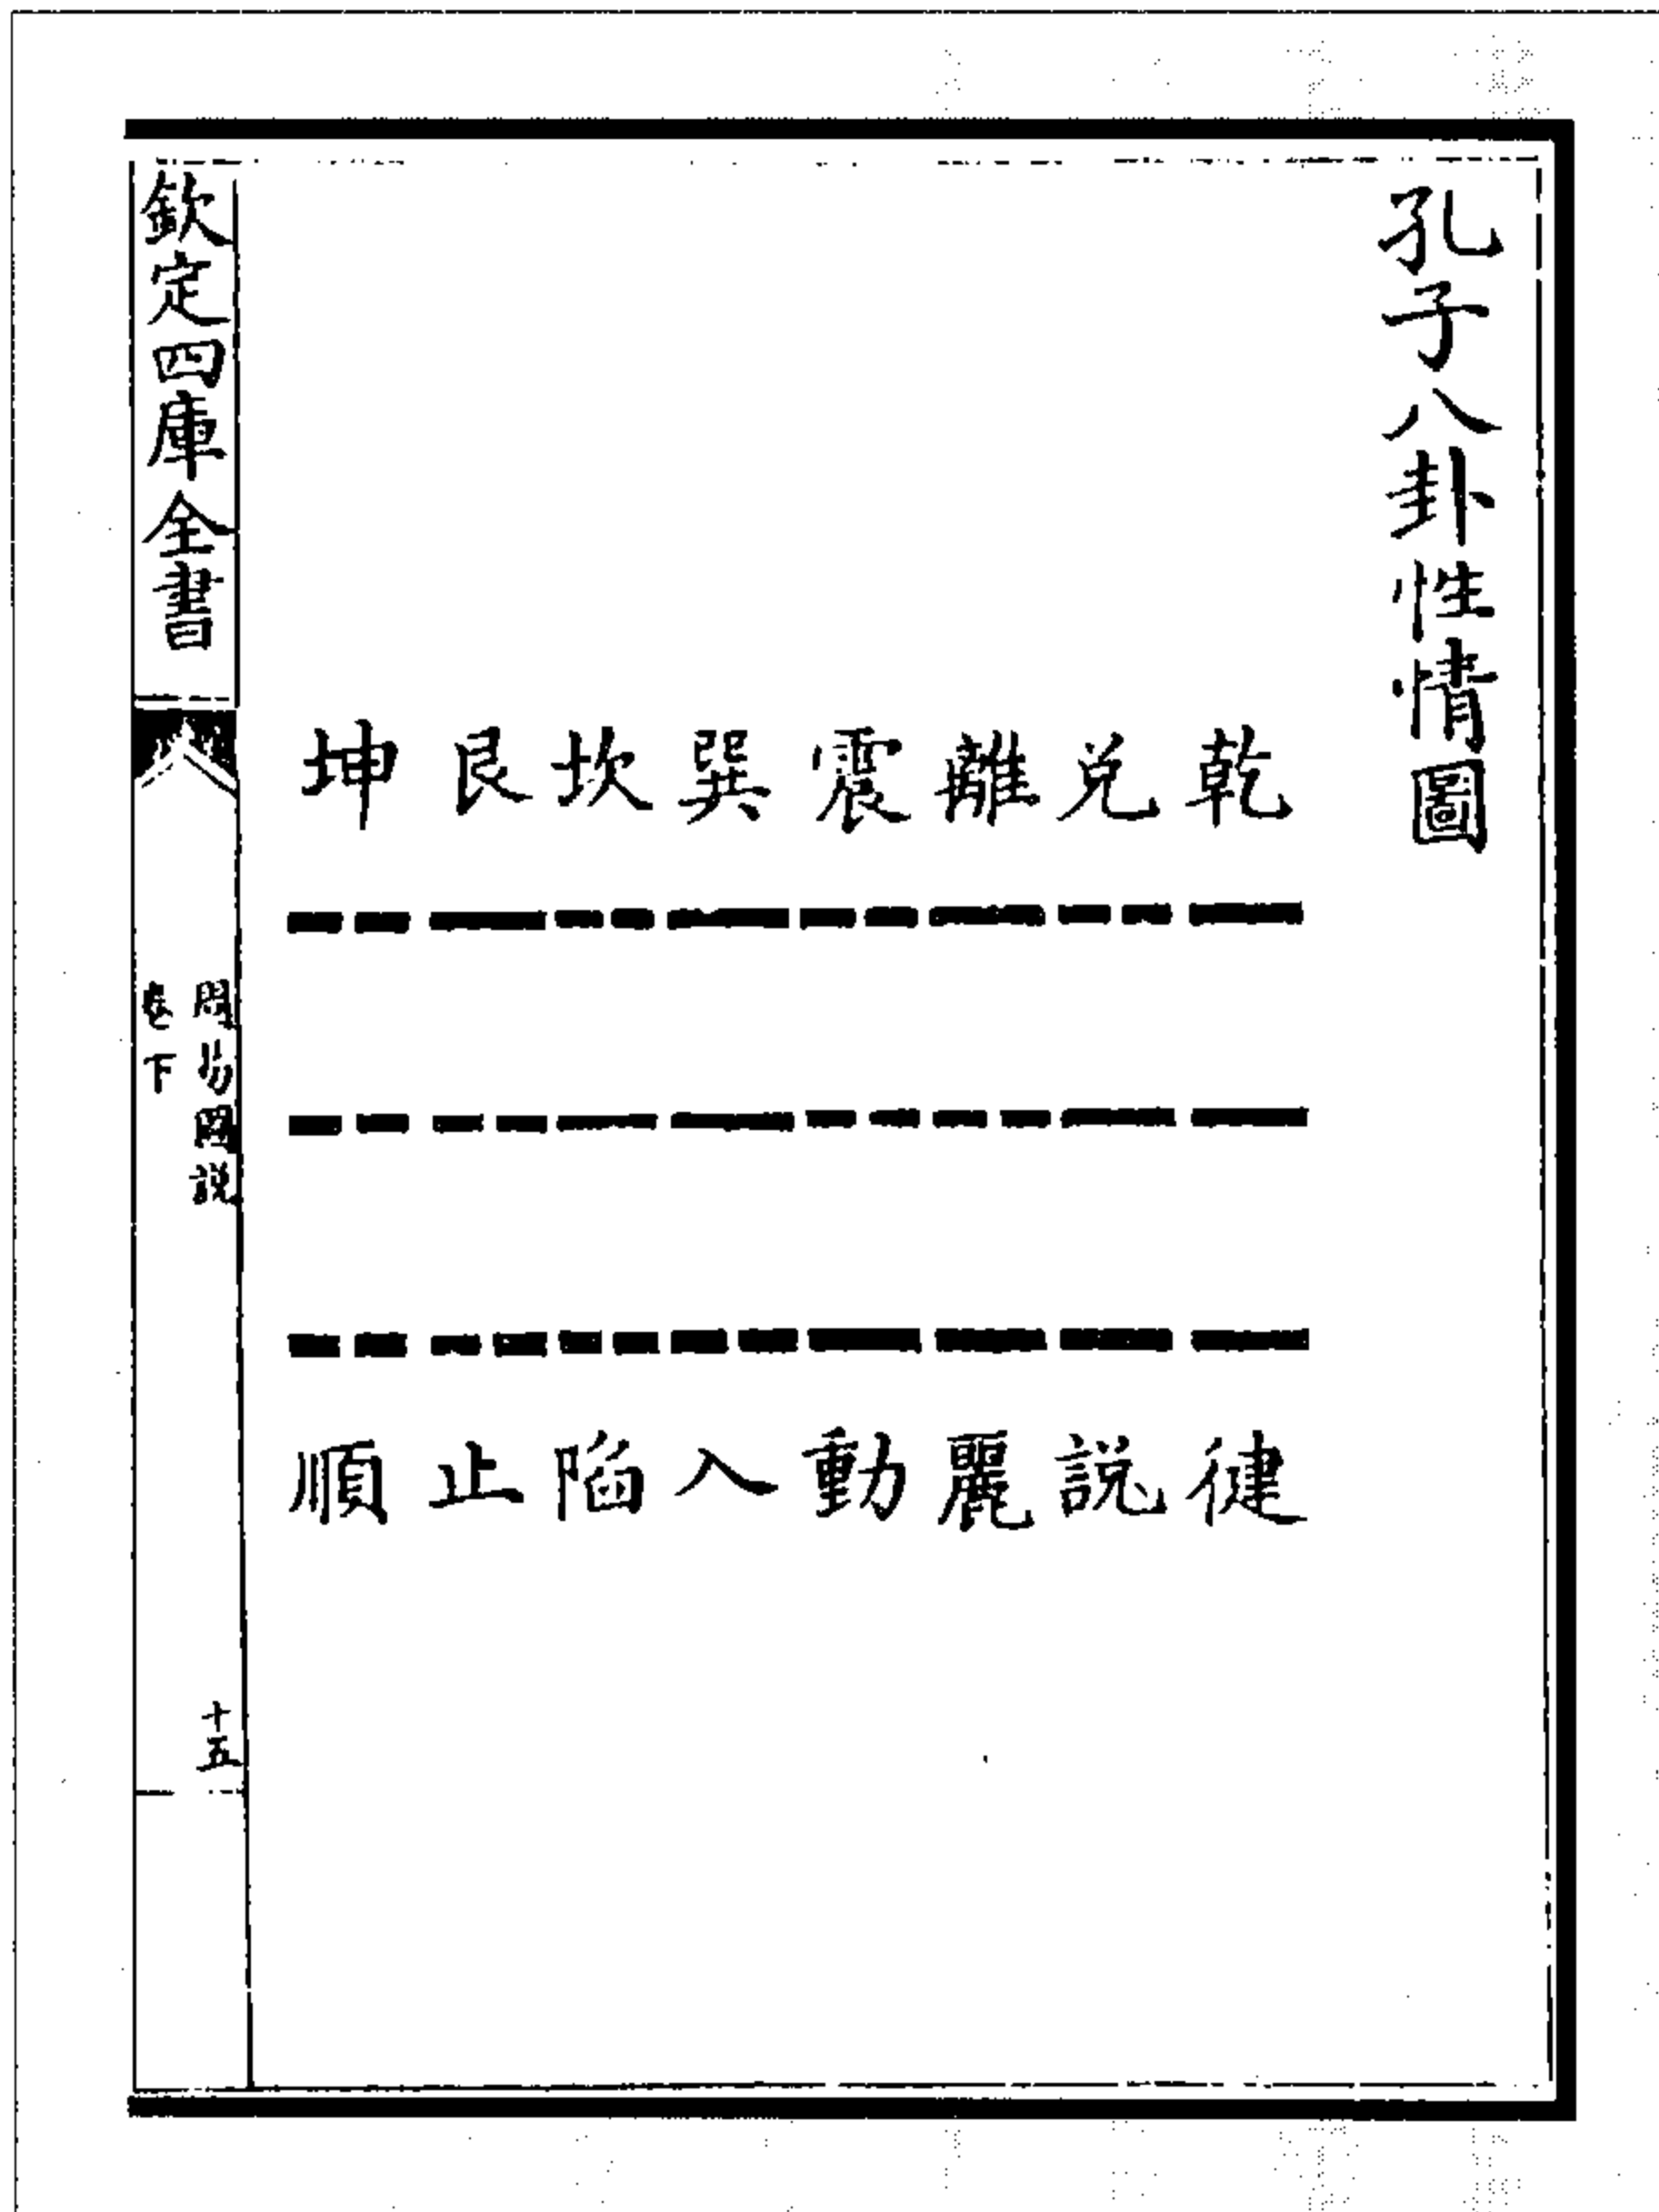 孔子八卦性情圖
乾兌離震巽坎艮坤
健說麗動入陷止順
欽定四庫全書
周易圖說
卷下
十五